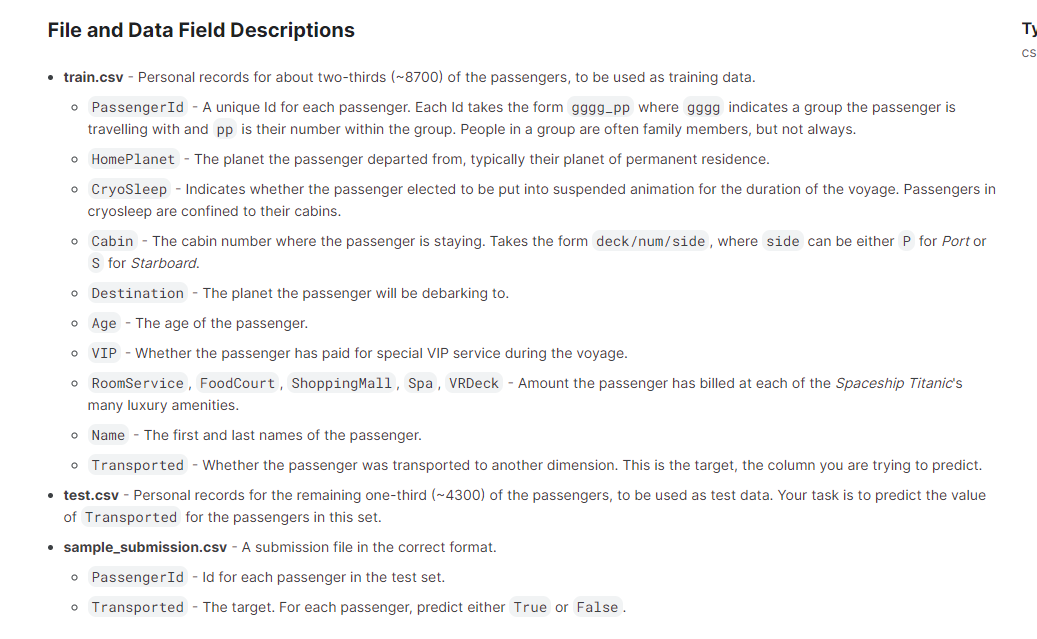 File and Data Field Descriptions
Ty
cs
train.csv - Personal records for about two-thirds (~8700) of the passengers, to be used as training data.
PassengerId - A unique Id for each passenger. Each Id takes the form gggg_pp where gggg indicates a group the passenger is
travelling with and pp is their number within the group. People in a group are often family members, but not always.
HomePlanet - The planet the passenger departed from, typically their planet of permanent residence.
CryoSleep - Indicates whether the passenger elected to be put into suspended animation for the duration of the voyage. Passengers in
cryosleep are confined to their cabins.
Cabin - The cabin number where the passenger is staying. Takes the form deck/num/side, where side can be either P for Port or
S for Starboard.
Destination - The planet the passenger will be debarking to.
Age - The age of the passenger.
VIP - Whether the passenger has paid for special VIP service during the voyage.
RoomService, FoodCourt, ShoppingMall, Spa, VRDeck - Amount the passenger has billed at each of the Spaceship Titanic's
many luxury amenities.
Name - The first and last names of the passenger.
Transported - Whether the passenger was transported to another dimension. This is the target, the column you are trying to predict.
test.csv - Personal records for the remaining one-third (~4300) of the passengers, to be used as test data. Your task is to predict the value
of Transported for the passengers in this set.
sample_submission.csv - A submission file in the correct format.
PassengerId - Id for each passenger in the test set.
Transported - The target. For each passenger, predict either True or False.